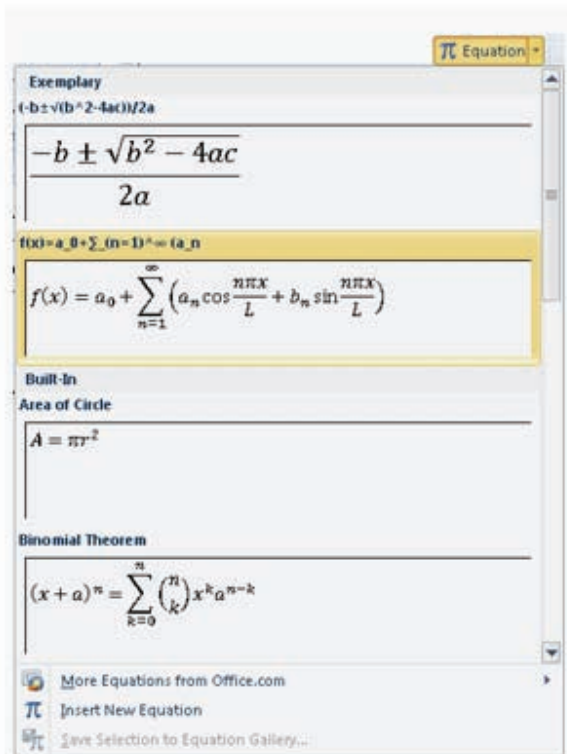 π Equation
Exemplary
(-b±√(b^2-4ac))/2a
(−b ± √(b² − 4ac))/2a
f(x)=a_0+∑_(n=1)^∞ (a_n
f(x) = a₀ + ∑_{n=1}^{∞} (aₙ cos nπx/L + bₙ sin nπx/L)
Built-In
Area of Circle
A = πr²
Binomial Theorem
(x + a)ⁿ = ∑_{k=0}^{n} (n k) xᵏaⁿ⁻ᵏ
More Equations from Office.com
π Insert New Equation
Save Selection to Equation Gallery...